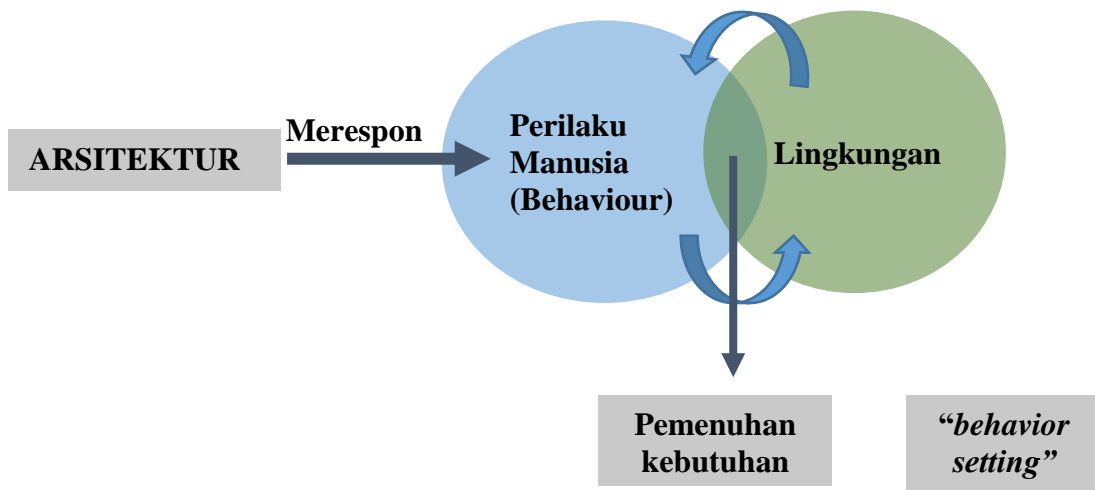 ARSITEKTUR
Merespon
Perilaku
Manusia
(Behaviour)
Lingkungan
Pemenuhan
kebutuhan
“behavior
setting”